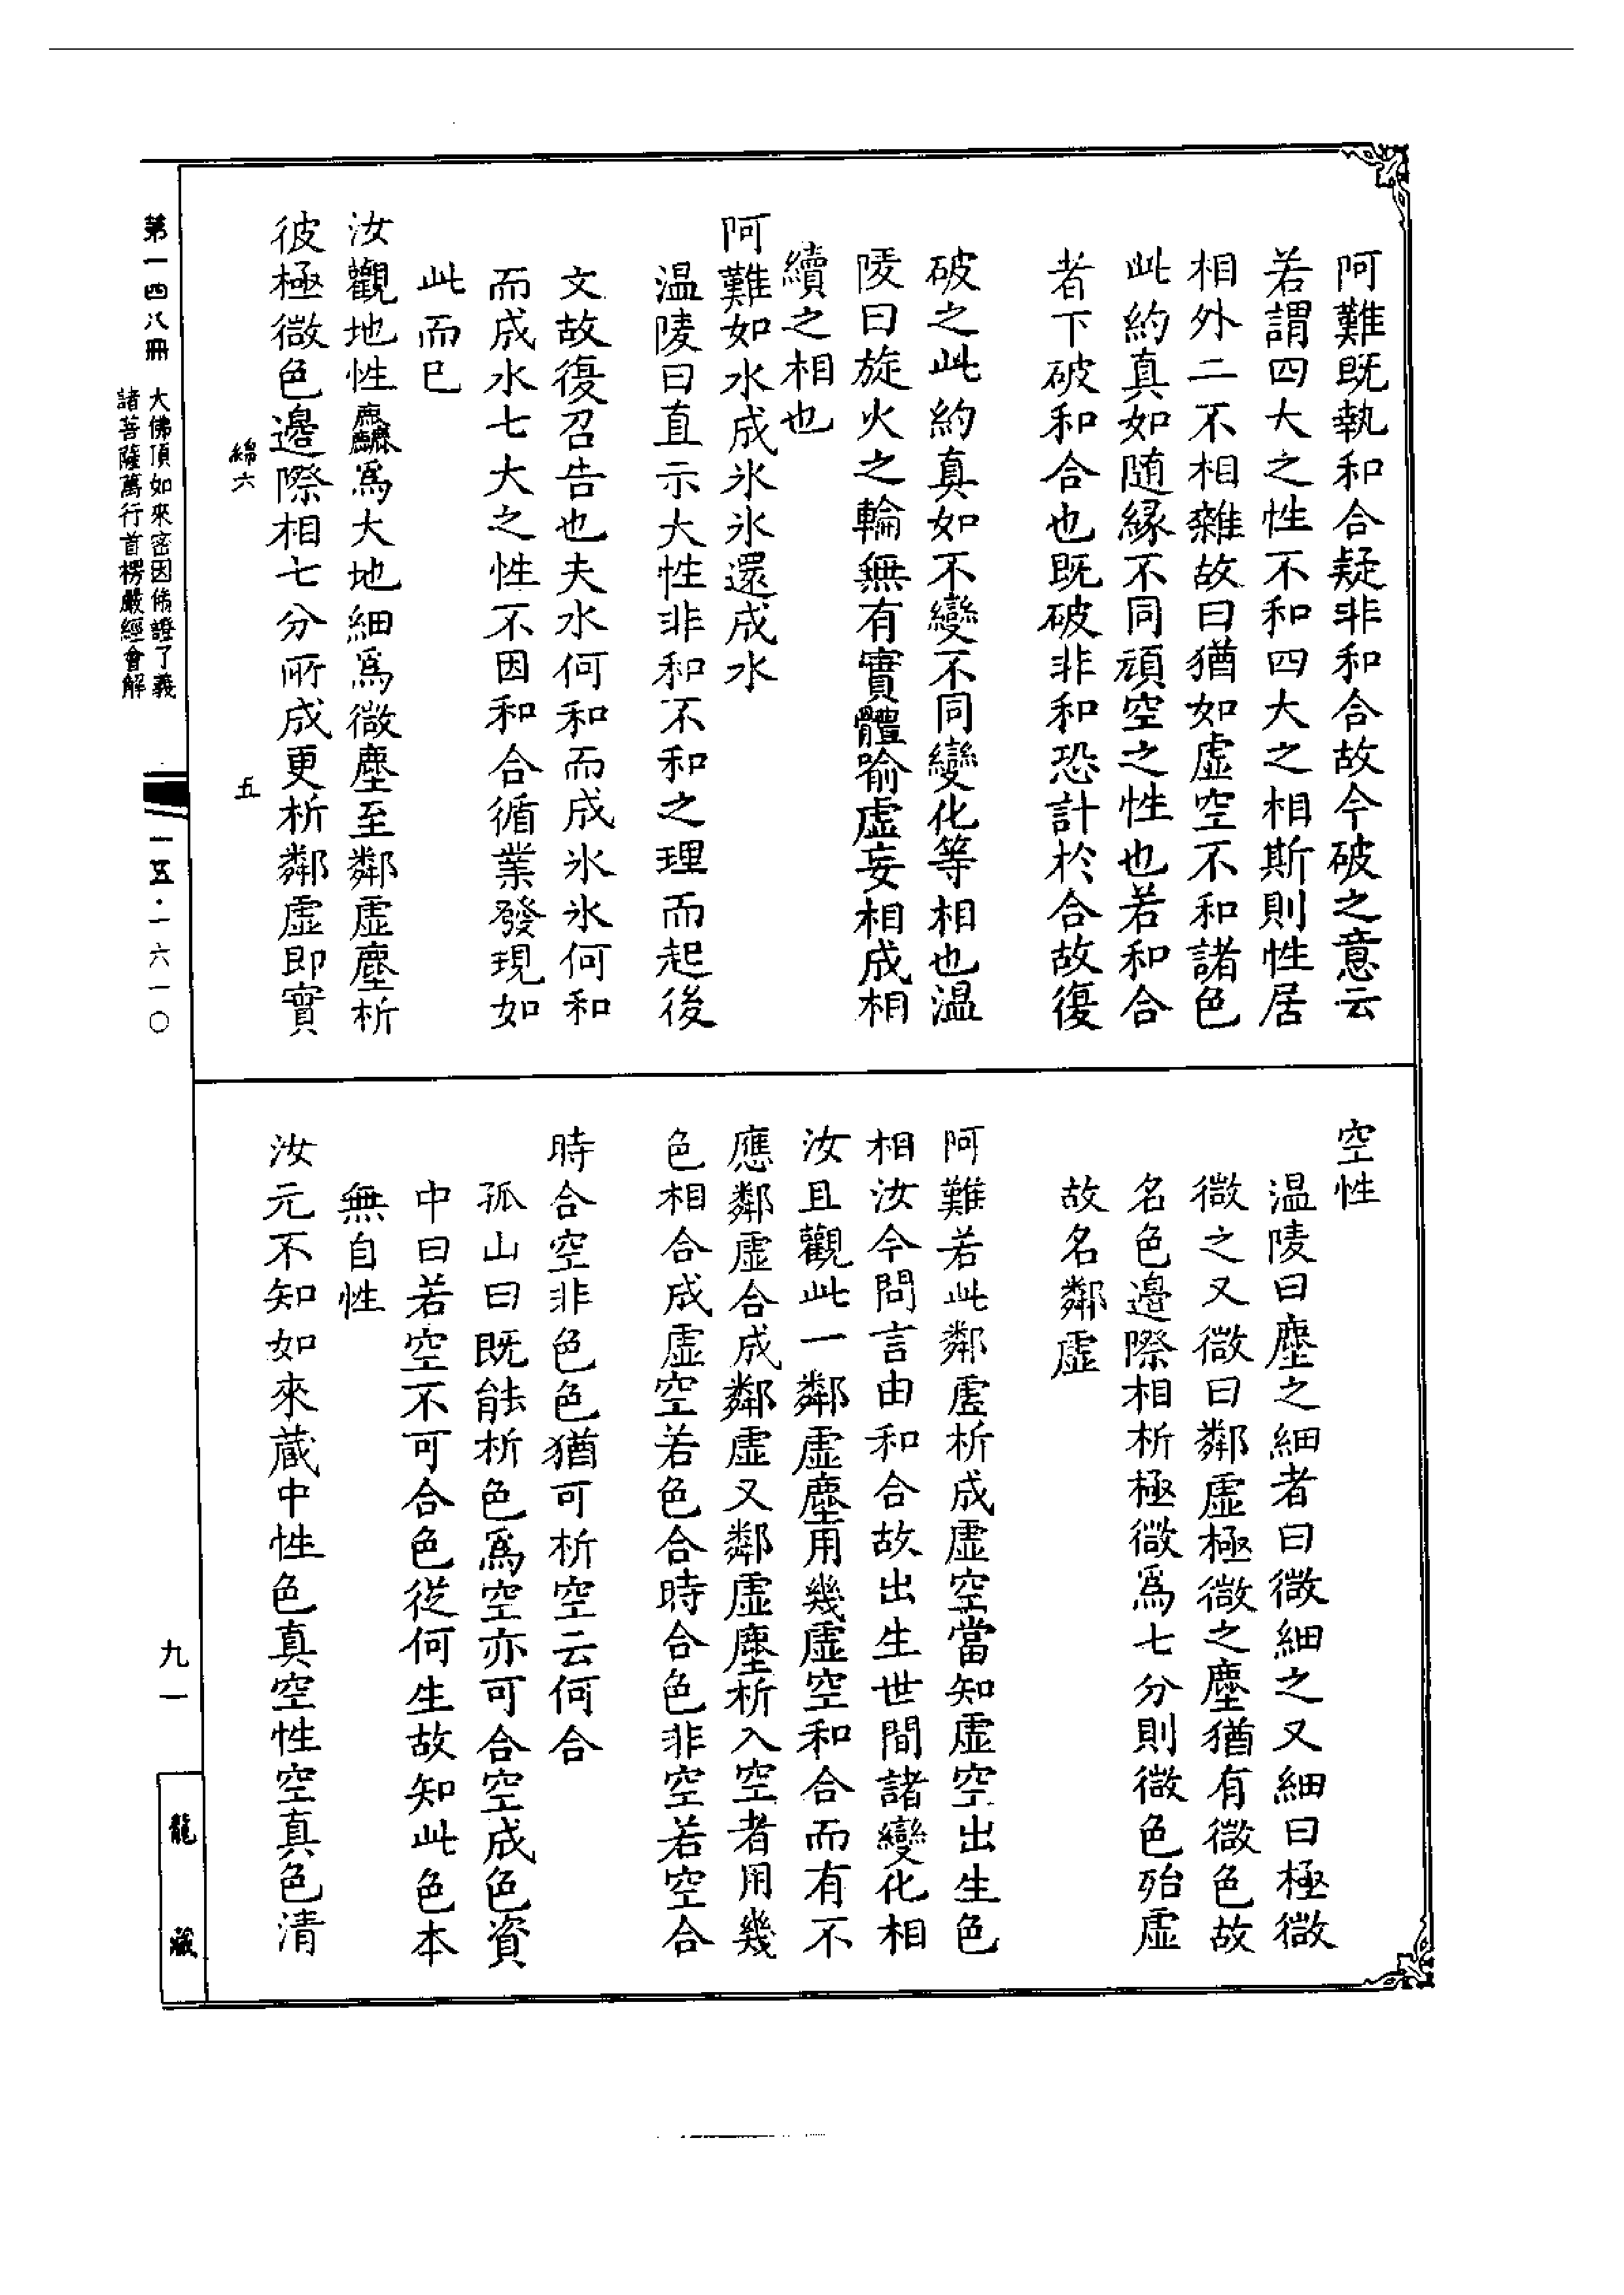 阿難既執和合疑非和合故今破之意云
若謂四大之性不和四大之相斯則性居
相外二不相雜故曰猶如虛空不和諸色
此約真如随緣不同頑空之性也若和合
者下破和合也既破非和恐計於合故復
破之此約真如不變不同變化等相也温
陵曰旋火之輪無有實體喻虛妄相成相
續之相也
阿難如水成氷氷還成水
温陵曰直示大性非和不和之理而起後
文故復召告也夫水何和而成氷氷何和
而成水七大之性不因和合循業發現如
此而已
汝觀地性麤爲大地細爲微塵至鄰虛塵析
彼極微色邊際相七分所成更析鄰虛即實
綿六
五
空性
温陵曰塵之細者曰微細之又細曰極微
微之又微曰鄰虛極微之塵猶有微色故
名色邊際相析極微爲七分則微色殆虛
故名鄰虛
阿難若此鄰虛析成虛空當知虛空出生色
相汝今問言由和合故出生世間諸變化相
汝且觀此一鄰虛塵用幾虛空和合而有不
應鄰虛合成鄰虛又鄰虛塵析入空者用幾
色相合成虛空若色合時合色非空若空合
時合空非色色猶可析空云何合
孤山曰既能析色爲空亦可合空成色資
中曰若空不可合色從何生故知此色本
無自性
汝元不知如來藏中性色真空性空真色清
第一四八冊
大佛頂如來密因俻證了義
諸菩薩萬行首楞嚴經會解
一五·一六一〇
九一
龍藏